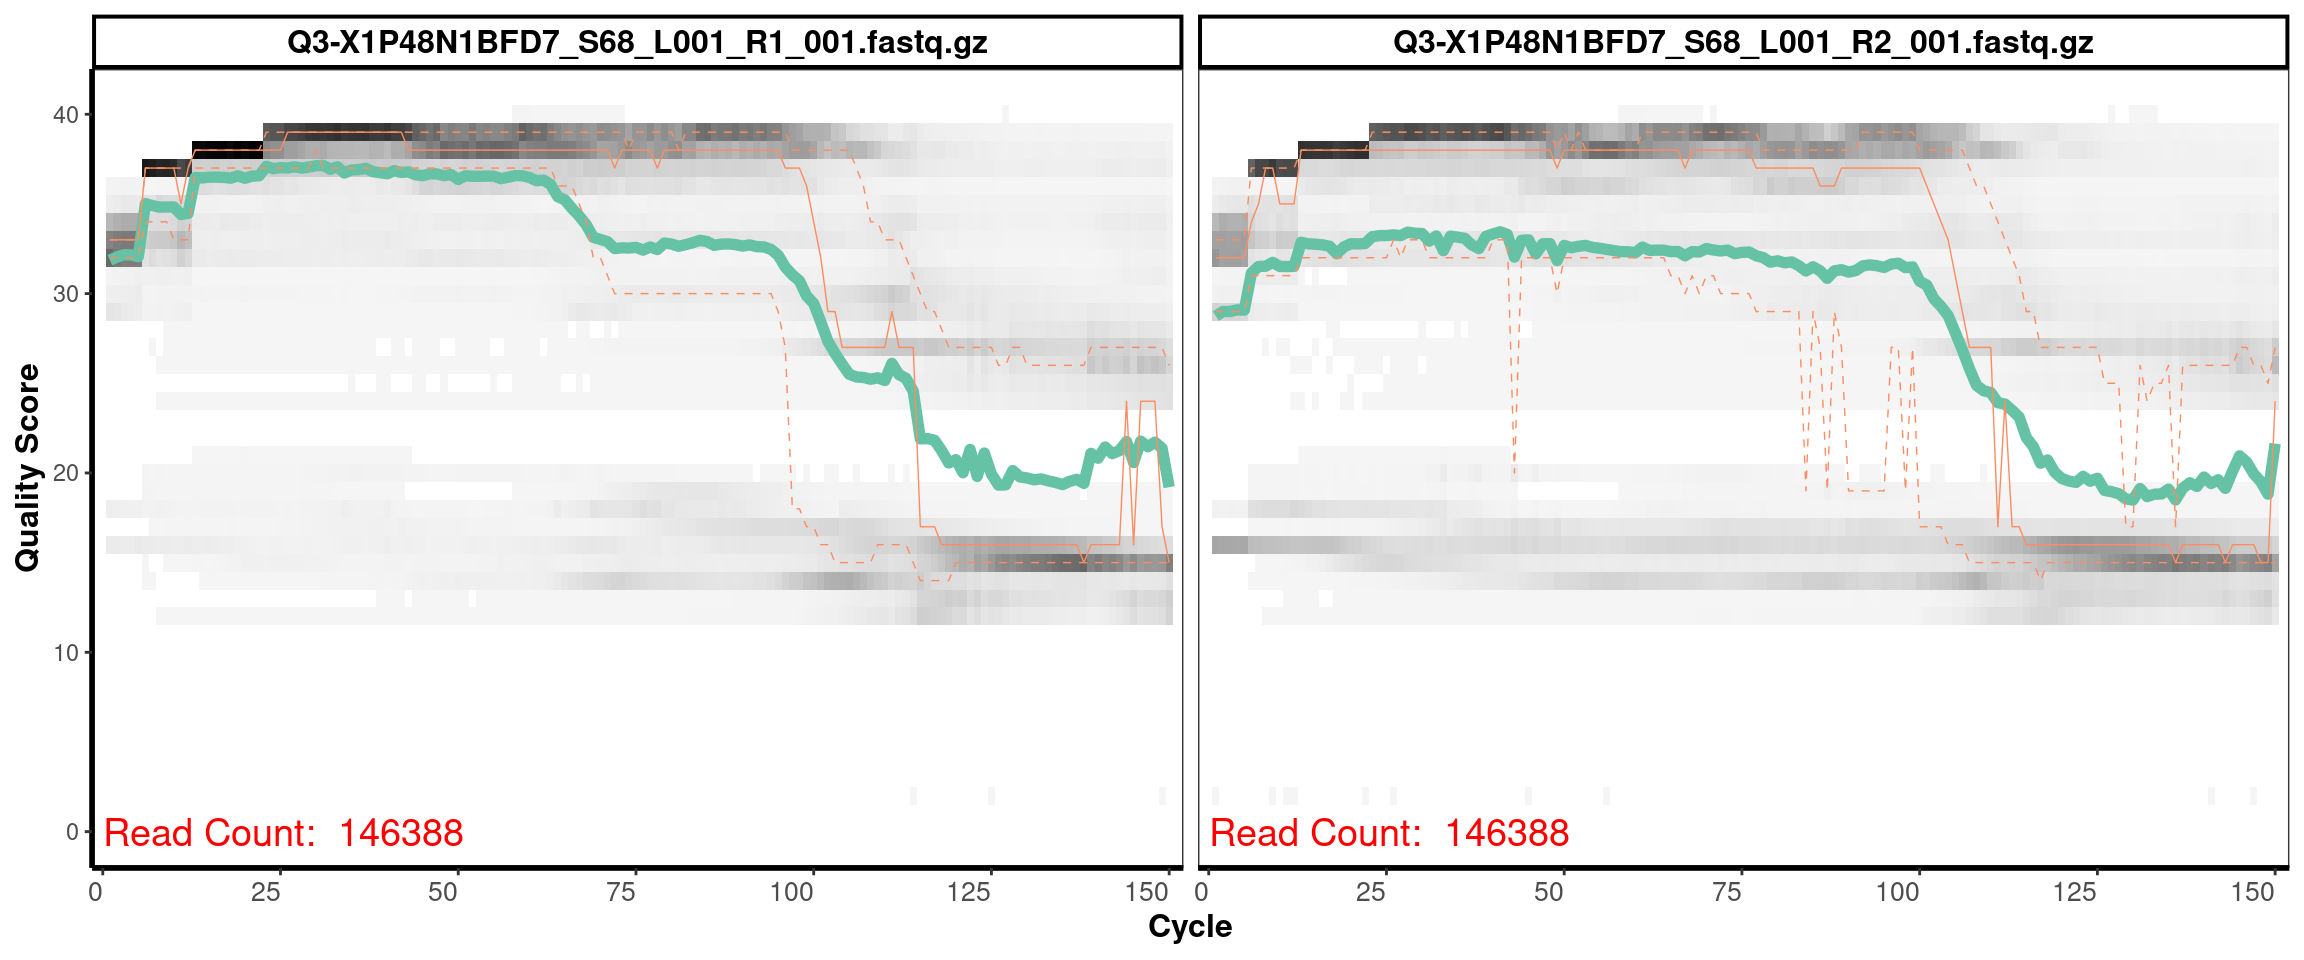 Q3-X1P48N1BFD7_S68_L001_R1_001.fastq.gz
Q3-X1P48N1BFD7_S68_L001_R2_001.fastq.gz
Quality Score
40
30
20
10
0
Read Count: 146388
Read Count: 146388
0 25 50 75 100 125 150
0 25 50 75 100 125 150
Cycle